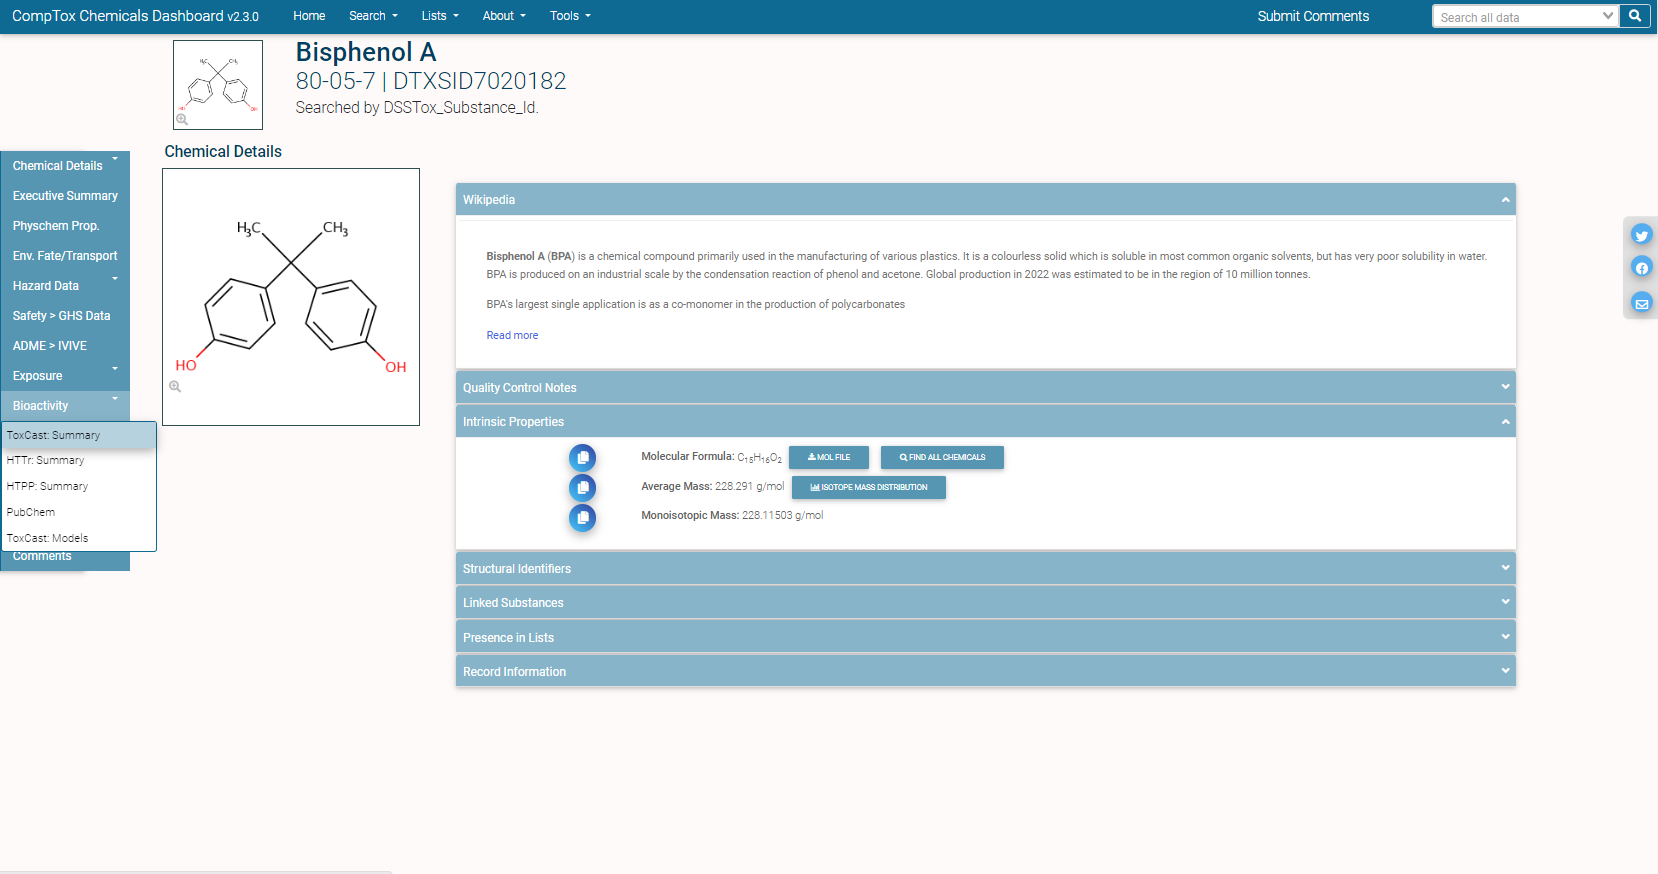 CompTox Chemicals Dashboard v2.3.0
Home
Search
Lists
About
Tools
Submit Comments
Search all data
H₃C
CH₃
HO
OH
Bisphenol A
80-05-7 | DTXSID7020182
Searched by DSSTox_Substance_Id.
Chemical Details
Executive Summary
Physchem Prop.
Env. Fate/Transport
Hazard Data
Safety > GHS Data
ADME > IVIVE
Exposure
Bioactivity
ToxCast: Summary
HTTr: Summary
HTPP: Summary
PubChem
ToxCast: Models
Comments
Chemical Details
H₃C
CH₃
HO
OH
Wikipedia
Bisphenol A (BPA) is a chemical compound primarily used in the manufacturing of various plastics. It is a colourless solid which is soluble in most common organic solvents, but has very poor solubility in water.
BPA is produced on an industrial scale by the condensation reaction of phenol and acetone. Global production in 2022 was estimated to be in the region of 10 million tonnes.
BPA's largest single application is as a co-monomer in the production of polycarbonates
Read more
Quality Control Notes
Intrinsic Properties
Molecular Formula: C₁₅H₁₆O₂
MOL FILE
FIND ALL CHEMICALS
Average Mass: 228.291 g/mol
ISOTOPE MASS DISTRIBUTION
Monoisotopic Mass: 228.11503 g/mol
Structural Identifiers
Linked Substances
Presence in Lists
Record Information